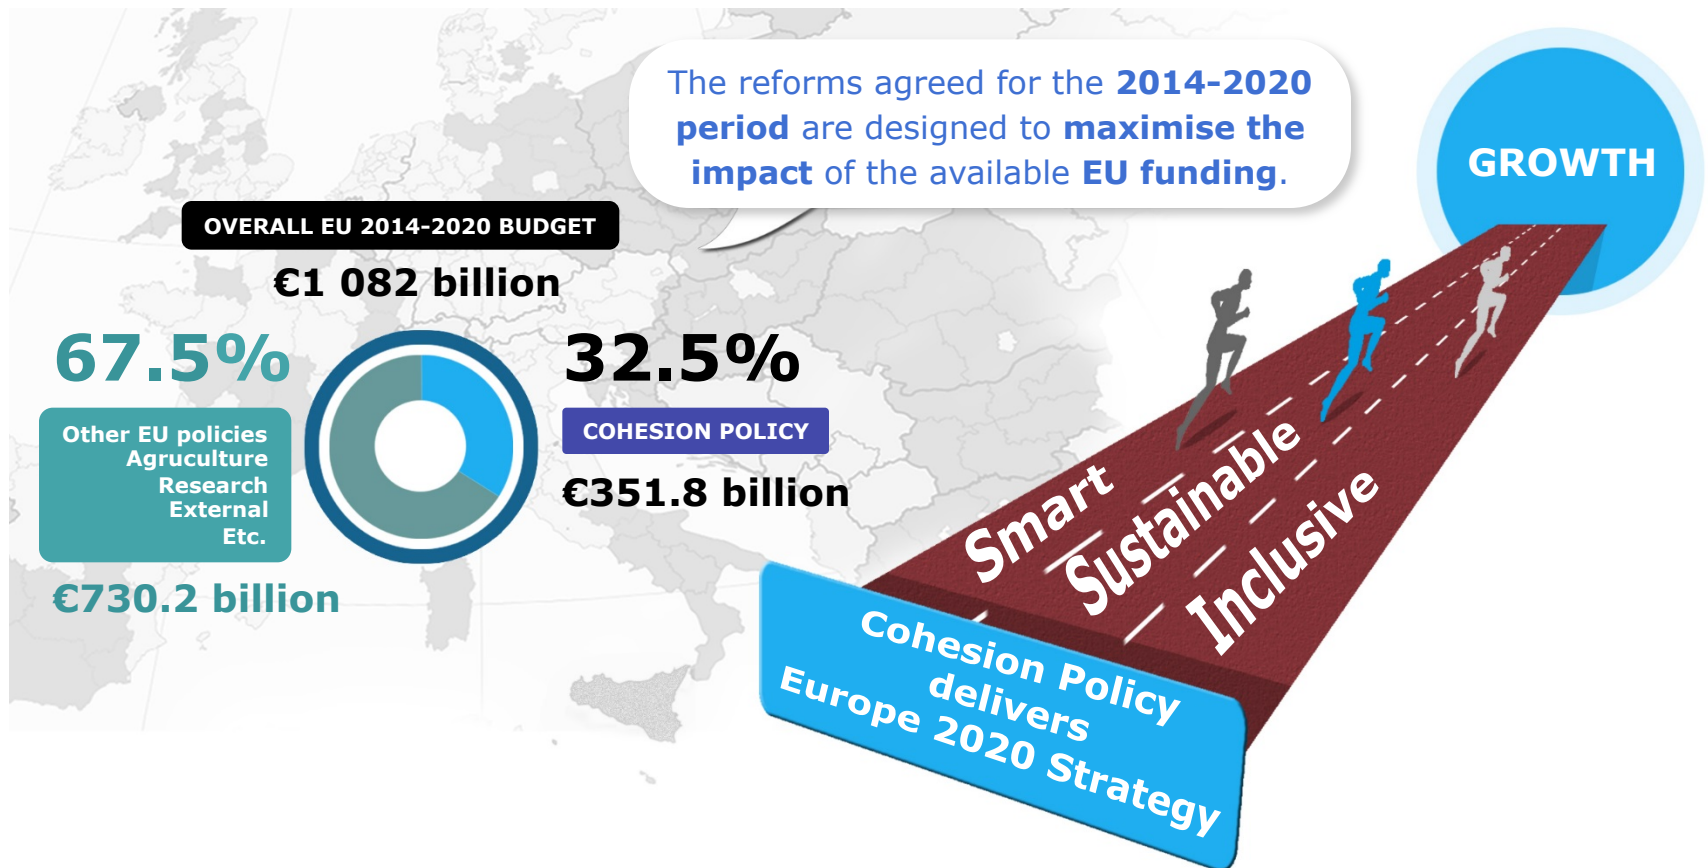 The reforms agreed for the 2014-2020
period are designed to maximise the
impact of the available EU funding.
GROWTH
OVERALL EU 2014-2020 BUDGET
€1 082 billion
67.5%
Other EU policies
Agruculture
Research
External
Etc.
€730.2 billion
32.5%
COHESION POLICY
€351.8 billion
Smart
Sustainable
Inclusive
Cohesion Policy
delivers
Europe 2020 Strategy